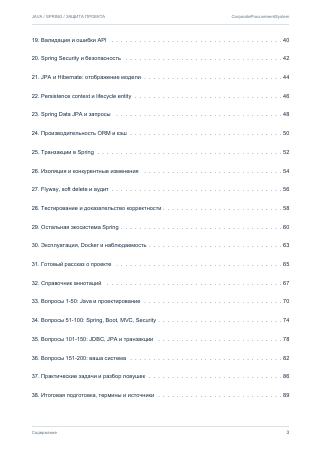 JAVA / SPRING / ЗАЩИТА ПРОЕКТА CorporateProcurementSystem
19. Валидация и ошибки API 40
20. Spring Security и безопасность 42
21. JPA и Hibernate: отображение модели 44
22. Persistence context и lifecycle entity 46
23. Spring Data JPA и запросы 48
24. Производительность ORM и кэш 50
25. Транзакции в Spring 52
26. Изоляция и конкурентные изменения 54
27. Flyway, soft delete и аудит 56
28. Тестирование и доказательство корректности 58
29. Остальная экосистема Spring 60
30. Эксплуатация, Docker и наблюдаемость 63
31. Готовый рассказ о проекте 65
32. Справочник аннотаций 67
33. Вопросы 1-50: Java и проектирование 70
34. Вопросы 51-100: Spring, Boot, MVC, Security 74
35. Вопросы 101-150: JDBC, JPA и транзакции 78
36. Вопросы 151-200: ваша система 82
37. Практические задачи и разбор ловушек 86
38. Итоговая подготовка, термины и источники 89
Содержание 3